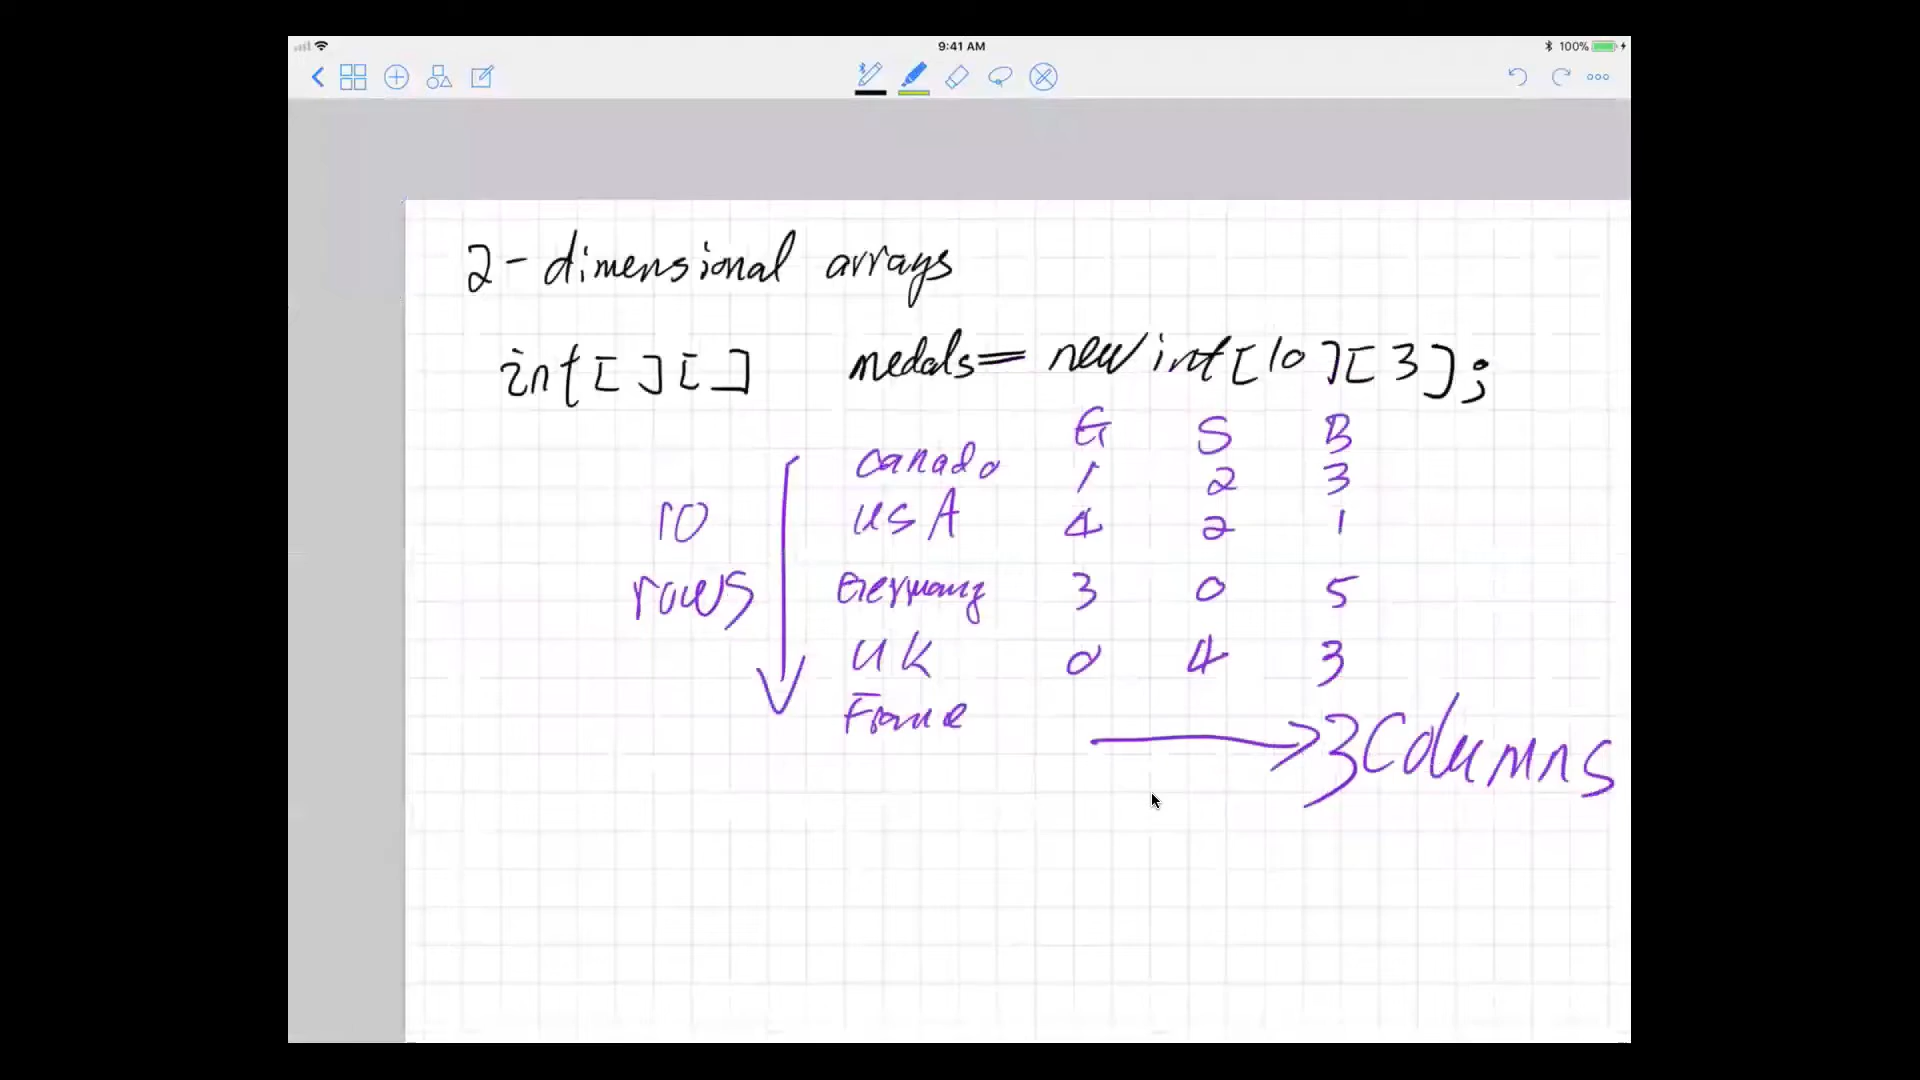 9:41 AM
100%
2-dimensional arrays
int[][] medals = new int[10][3];
G S B
Canada 1 2 3
10 USA 4 2 1
rows Germany 3 0 5
UK 0 4 3
France
3 Columns